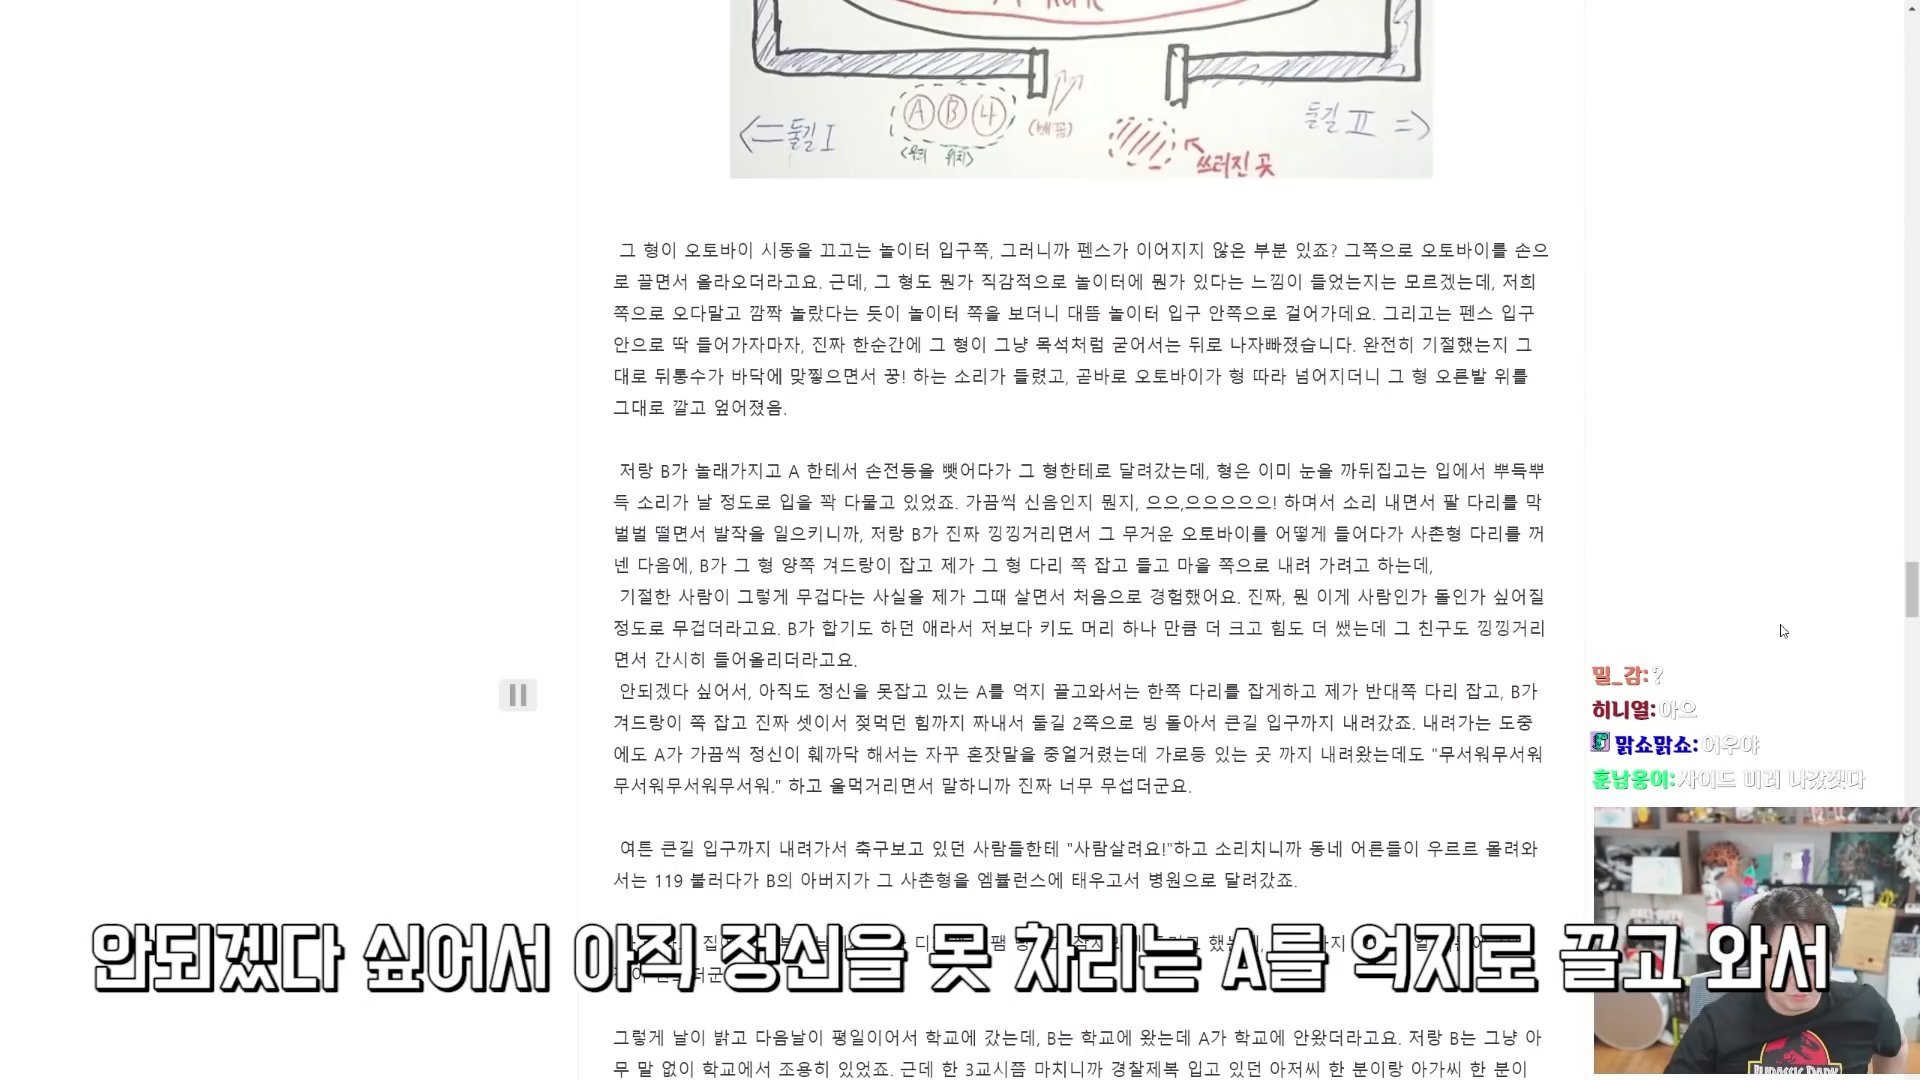 <= 둘길 I
A B 나
<우리 위치>
(빼꼼)
쓰러진 곳
둘길 II =>
그 형이 오토바이 시동을 끄고는 놀이터 입구쪽, 그러니까 펜스가 이어지지 않은 부분 있죠? 그쪽으로 오토바이를 손으
로 끌면서 올라오더라고요. 근데, 그 형도 뭔가 직감적으로 놀이터에 뭔가 있다는 느낌이 들었는지는 모르겠는데, 저희
쪽으로 오다말고 깜짝 놀랐다는 듯이 놀이터 쪽을 보더니 대뜸 놀이터 입구 안쪽으로 걸어가데요. 그리고는 펜스 입구
안으로 딱 들어가자마자, 진짜 한순간에 그 형이 그냥 목석처럼 굳어서는 뒤로 나자빠졌습니다. 완전히 기절했는지 그
대로 뒤통수가 바닥에 맞찧으면서 꿍! 하는 소리가 들렸고, 곧바로 오토바이가 형 따라 넘어지더니 그 형 오른발 위를
그대로 깔고 엎어졌음.
저랑 B가 놀래가지고 A 한테서 손전등을 뺏어다가 그 형한테로 달려갔는데, 형은 이미 눈을 까뒤집고는 입에서 뿌득뿌
득 소리가 날 정도로 입을 꽉 다물고 있었죠. 가끔씩 신음인지 뭔지, 으으,으으으으으! 하며서 소리 내면서 팔 다리를 막
벌벌 떨면서 발작을 일으키니까, 저랑 B가 진짜 낑낑거리면서 그 무거운 오토바이를 어떻게 들어다가 사촌형 다리를 꺼
넨 다음에, B가 그 형 양쪽 겨드랑이 잡고 제가 그 형 다리 쪽 잡고 들고 마을 쪽으로 내려 가려고 하는데,
기절한 사람이 그렇게 무겁다는 사실을 제가 그때 살면서 처음으로 경험했어요. 진짜, 뭔 이게 사람인가 돌인가 싶어질
정도로 무겁더라고요. B가 합기도 하던 애라서 저보다 키도 머리 하나 만큼 더 크고 힘도 더 쌨는데 그 친구도 낑낑거리
면서 간시히 들어올리더라고요.
안되겠다 싶어서, 아직도 정신을 못잡고 있는 A를 억지 끌고와서는 한쪽 다리를 잡게하고 제가 반대쪽 다리 잡고, B가
겨드랑이 쪽 잡고 진짜 셋이서 젖먹던 힘까지 짜내서 둘길 2쪽으로 빙 돌아서 큰길 입구까지 내려갔죠. 내려가는 도중
에도 A가 가끔씩 정신이 훼까닥 해서는 자꾸 혼잣말을 중얼거렸는데 가로등 있는 곳 까지 내려왔는데도 "무서워무서워
무서워무서워무서워." 하고 울먹거리면서 말하니까 진짜 너무 무섭더군요.
여튼 큰길 입구까지 내려가서 축구보고 있던 사람들한테 "사람살려요!"하고 소리치니까 동네 어른들이 우르르 몰려와
서는 119 불러다가 B의 아버지가 그 사촌형을 엠뷸런스에 태우고서 병원으로 달려갔죠.
그렇게 날이 밝고 다음날이 평일이어서 학교에 갔는데, B는 학교에 왔는데 A가 학교에 안왔더라고요. 저랑 B는 그냥 아
무 말 없이 학교에서 조용히 있었죠. 근데 한 3교시쯤 마치니까 경찰제복 입고 있던 아저씨 한 분이랑 아가씨 한 분이
밀_감: ?
히니열: 아으
맑쇼맑쇼: 어우야
훈남웅이: 사이드 미러 나갔짓다
안되겠다 싶어서 아직 정신을 못 차리는 A를 억지로 끌고 와서
JURASSIC PARK